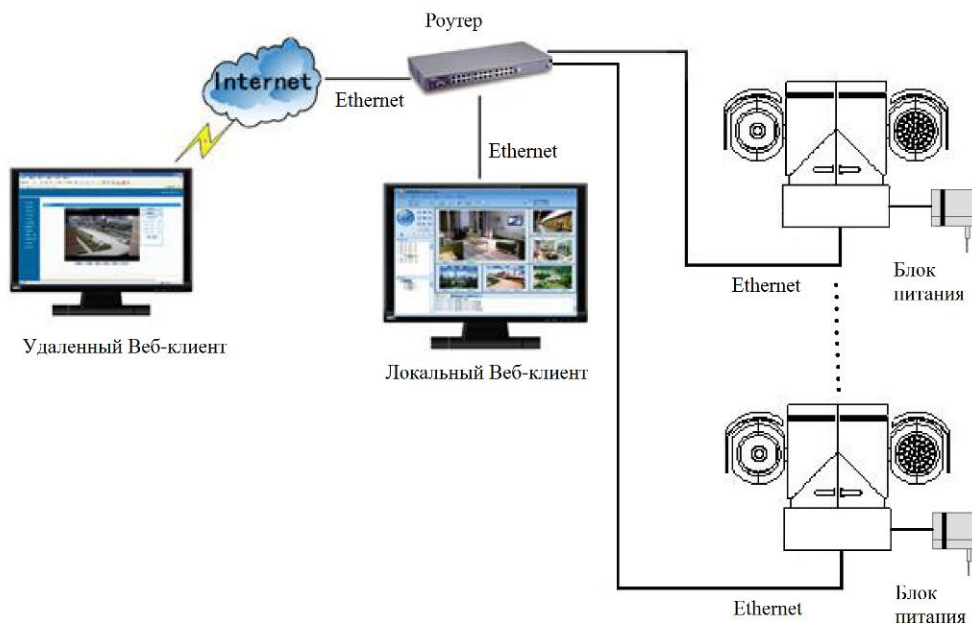 Роутер
Internet
Ethernet
Ethernet
Удаленный Веб-клиент
Локальный Веб-клиент
Ethernet
Блок
питания
Ethernet
Блок
питания